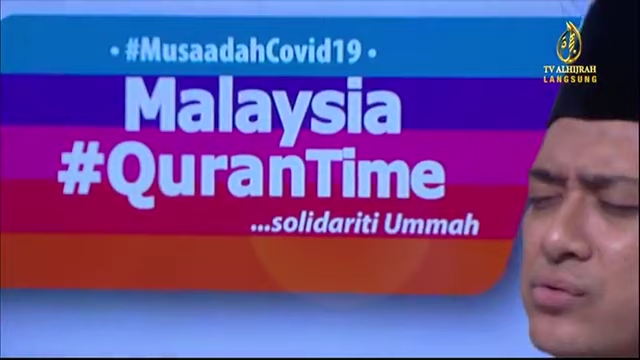 • #MusaadahCovid19 •
Malaysia
#QuranTime
...solidariti Ummah
TV ALHIJRAH
LANGSUNG